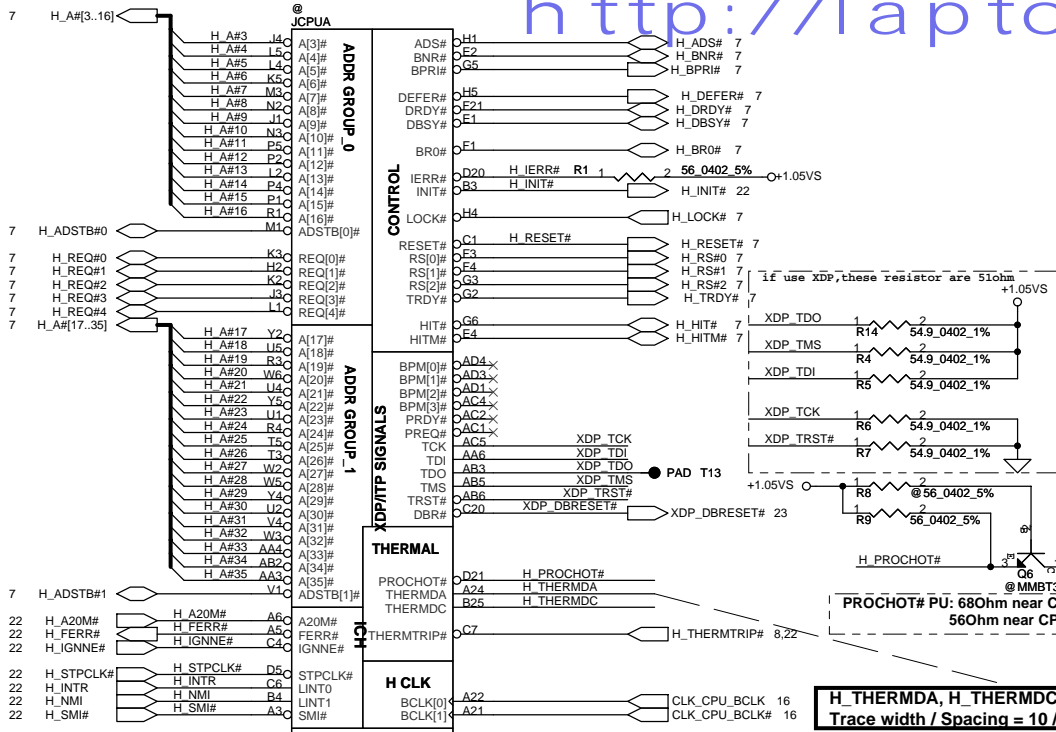 http://lapto
@
JCPUA
7 H_A#[3..16]
H_A#3 J4 A[3]#
H_A#4 L5 A[4]#
H_A#5 L4 A[5]#
H_A#6 K5 A[6]#
H_A#7 M3 A[7]#
H_A#8 N2 A[8]#
H_A#9 J1 A[9]#
H_A#10 N3 A[10]#
H_A#11 P5 A[11]#
H_A#12 P2 A[12]#
H_A#13 L2 A[13]#
H_A#14 P4 A[14]#
H_A#15 P1 A[15]#
H_A#16 R1 A[16]#
7 H_ADSTB#0 M1 ADSTB[0]#
ADDR GROUP_0
7 H_REQ#0 K3 REQ[0]#
7 H_REQ#1 H2 REQ[1]#
7 H_REQ#2 K2 REQ[2]#
7 H_REQ#3 J3 REQ[3]#
7 H_REQ#4 L1 REQ[4]#
7 H_A#[17..35]
H_A#17 Y2 A[17]#
H_A#18 U5 A[18]#
H_A#19 R3 A[19]#
H_A#20 W6 A[20]#
H_A#21 U4 A[21]#
H_A#22 Y5 A[22]#
H_A#23 U1 A[23]#
H_A#24 R4 A[24]#
H_A#25 T5 A[25]#
H_A#26 T3 A[26]#
H_A#27 W2 A[27]#
H_A#28 W5 A[28]#
H_A#29 Y4 A[29]#
H_A#30 U2 A[30]#
H_A#31 V4 A[31]#
H_A#32 W3 A[32]#
H_A#33 AA4 A[33]#
H_A#34 AB2 A[34]#
H_A#35 AA3 A[35]#
7 H_ADSTB#1 V1 ADSTB[1]#
ADDR GROUP_1
22 H_A20M# H_A20M# A6 A20M#
22 H_FERR# H_FERR# A5 FERR#
22 H_IGNNE# H_IGNNE# C4 IGNNE#
ICH
22 H_STPCLK# H_STPCLK# D5 STPCLK#
22 H_INTR H_INTR C6 LINT0
22 H_NMI H_NMI B4 LINT1
22 H_SMI# H_SMI# A3 SMI#
CONTROL
ADS# H1 H_ADS# 7
BNR# E2 H_BNR# 7
BPRI# G5 H_BPRI# 7
DEFER# H5 H_DEFER# 7
DRDY# F21 H_DRDY# 7
DBSY# E1 H_DBSY# 7
BR0# F1 H_BR0# 7
IERR# D20 H_IERR# R1 1 2 56_0402_5% +1.05VS
INIT# B3 H_INIT# H_INIT# 22
LOCK# H4 H_LOCK# 7
RESET# C1 H_RESET# H_RESET# 7
RS[0]# F3 H_RS#0 7
RS[1]# F4 H_RS#1 7
RS[2]# G3 H_RS#2 7
TRDY# G2 H_TRDY# 7
HIT# G6 H_HIT# 7
HITM# E4 H_HITM# 7
XDP/ITP SIGNALS
BPM[0]# AD4
BPM[1]# AD3
BPM[2]# AD1
BPM[3]# AC4
PRDY# AC2
PREQ# AC1
TCK AC5 XDP_TCK
TDI AA6 XDP_TDI
TDO AB3 XDP_TDO PAD T13
TMS AB5 XDP_TMS
TRST# AB6 XDP_TRST#
DBR# C20 XDP_DBRESET# XDP_DBRESET# 23
THERMAL
PROCHOT# D21 H_PROCHOT#
THERMDA A24 H_THERMDA
THERMDC B25 H_THERMDC
THERMTRIP# C7 H_THERMTRIP# 8,22
H CLK
BCLK[0] A22 CLK_CPU_BCLK 16
BCLK[1] A21 CLK_CPU_BCLK# 16
if use XDP,these resistor are 51ohm
+1.05VS
XDP_TDO 1 2 R14 54.9_0402_1%
XDP_TMS 1 2 R4 54.9_0402_1%
XDP_TDI 1 2 R5 54.9_0402_1%
XDP_TCK 1 2 R6 54.9_0402_1%
XDP_TRST# 1 2 R7 54.9_0402_1%
+1.05VS 1 2 R8 @56_0402_5%
1 2 R9 56_0402_5%
H_PROCHOT# 3 E B 2 C
Q6
@MMBT3
PROCHOT# PU: 68Ohm near C
56Ohm near CP
H_THERMDA, H_THERMDC
Trace width / Spacing = 10 /